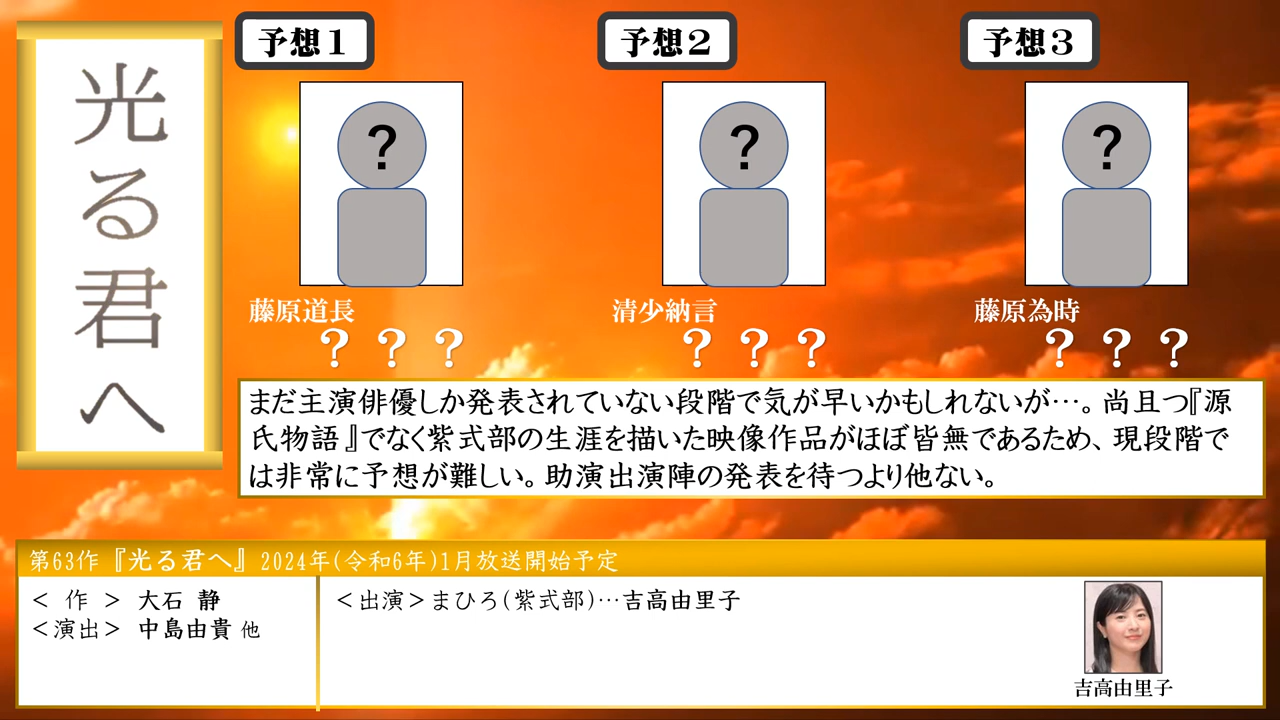 光る君へ
予想1
?
藤原道長
???
予想2
?
清少納言
???
予想3
?
藤原為時
???
まだ主演俳優しか発表されていない段階で気が早いかもしれないが…。尚且つ『源
氏物語』でなく紫式部の生涯を描いた映像作品がほぼ皆無であるため、現段階で
は非常に予想が難しい。助演出演陣の発表を待つより他ない。
第63作『光る君へ』2024年(令和6年)1月放送開始予定
<作> 大石 静
<演出> 中島由貴 他
<出演>まひろ(紫式部)…吉高由里子
吉高由里子